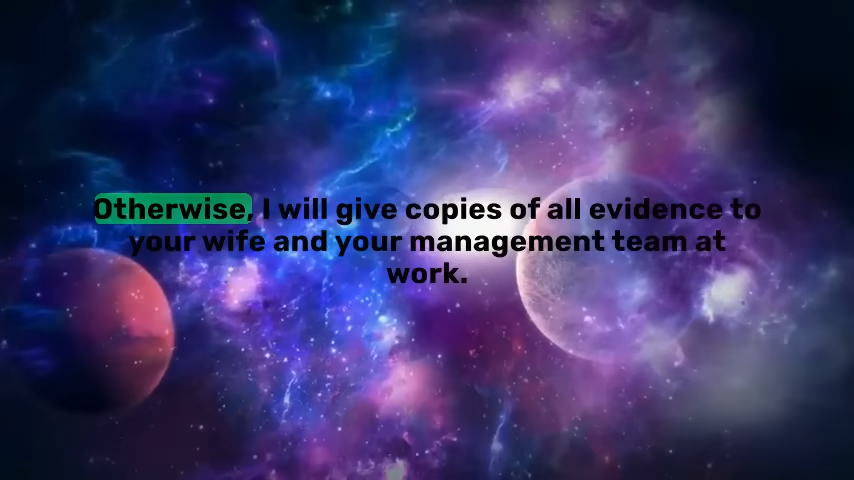 Otherwise, I will give copies of all evidence to
your wife and your management team at
work.